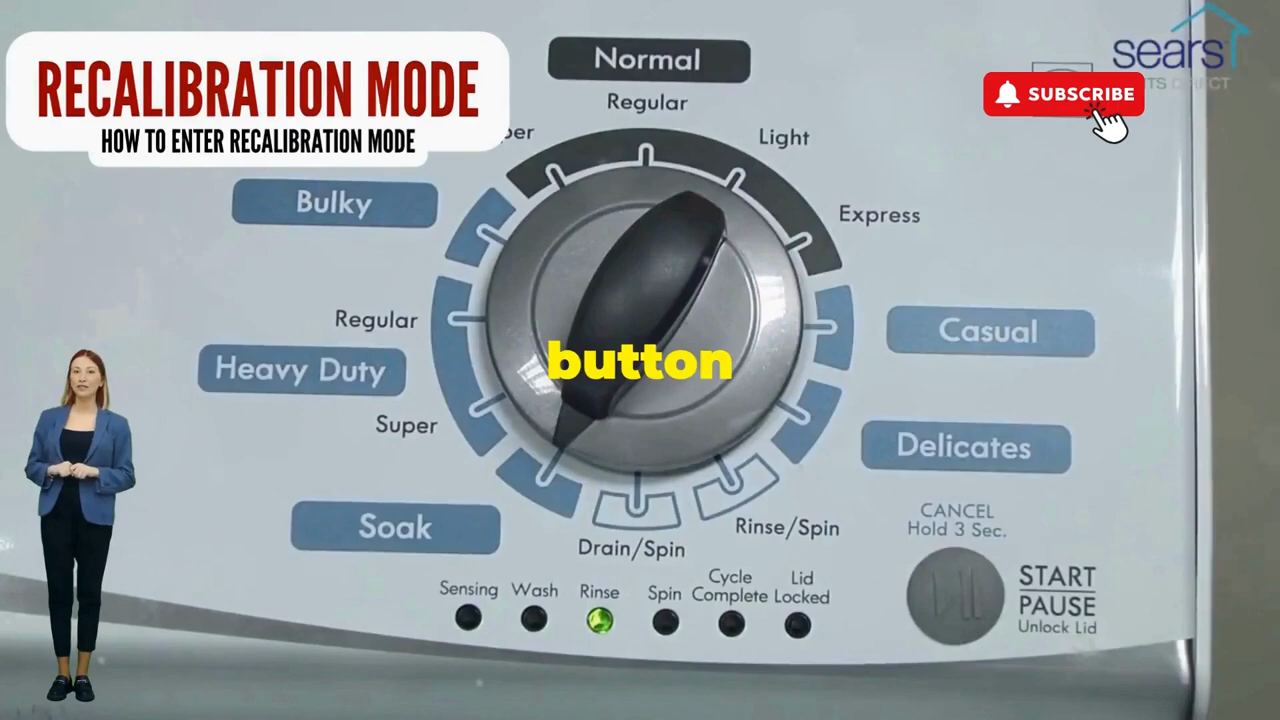 RECALIBRATION MODE
HOW TO ENTER RECALIBRATION MODE
sears
DIRECT
SUBSCRIBE
Normal
Regular
Light
Express
Bulky
Regular
Heavy Duty
Super
Soak
Casual
Delicates
button
Rinse/Spin
Drain/Spin
CANCEL
Hold 3 Sec.
START
PAUSE
Unlock Lid
Sensing
Wash
Rinse
Spin
Cycle
Complete
Lid
Locked